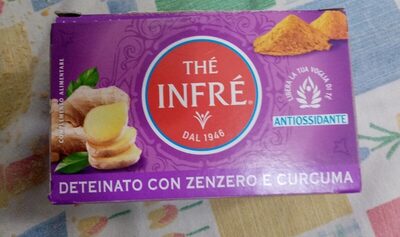 THÉ
INFRÉ®
DAL 1946
COMPLEMENTO ALIMENTARE
LIBERA LA TUA VOGLIA DI TÈ
ANTIOSSIDANTE
DETEINATO CON ZENZERO E CURCUMA